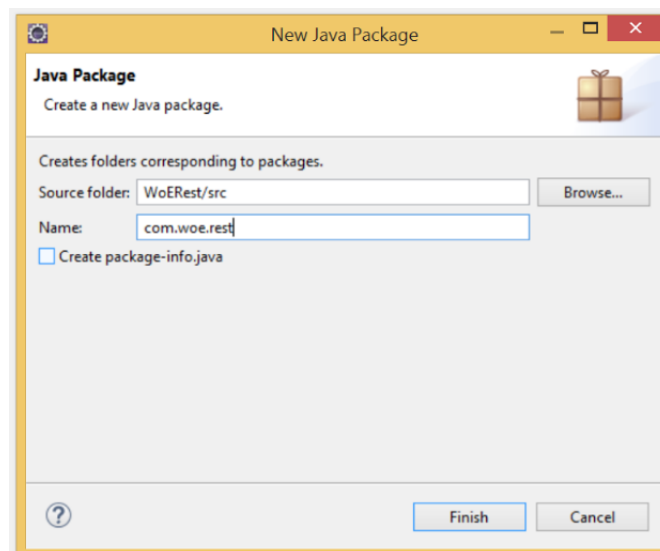 New Java Package
Java Package
Create a new Java package.
Creates folders corresponding to packages.
Source folder: WoERest/src Browse...
Name: com.woe.rest
Create package-info.java
? Finish Cancel